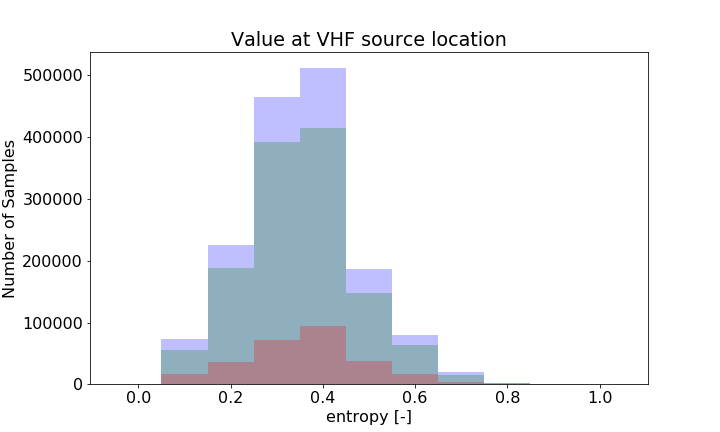 Value at VHF source location
500000
400000
300000
200000
100000
0
Number of Samples
0.0 0.2 0.4 0.6 0.8 1.0
entropy [-]